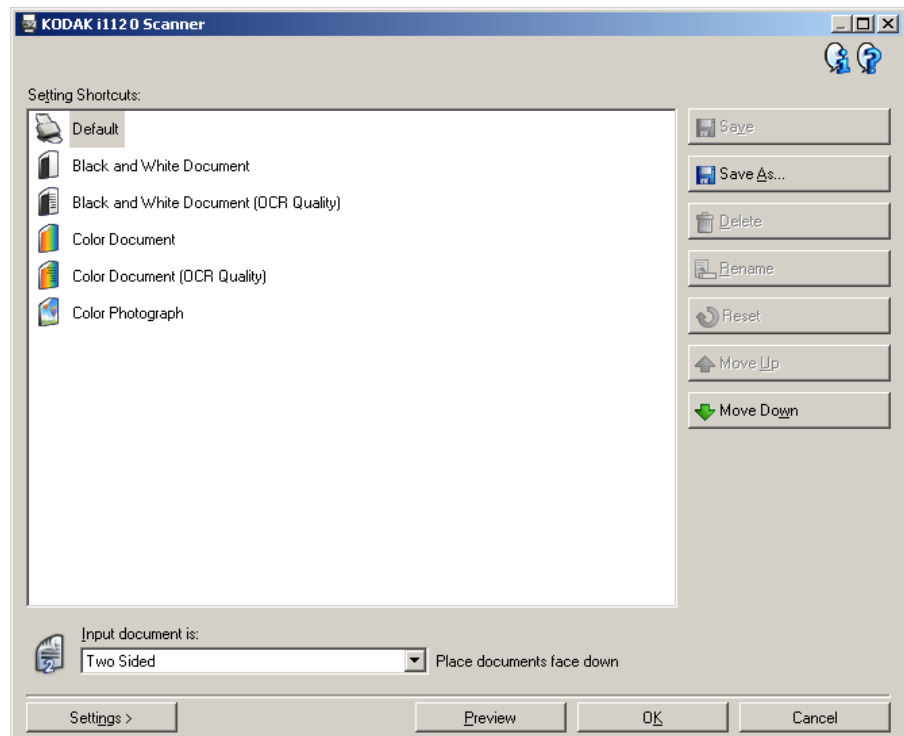 KODAK i1120 Scanner
Setting Shortcuts:
Default
Black and White Document
Black and White Document (OCR Quality)
Color Document
Color Document (OCR Quality)
Color Photograph
Save
Save As...
Delete
Rename
Reset
Move Up
Move Down
Input document is:
2
Two Sided
Place documents face down
Settings >
Preview
OK
Cancel